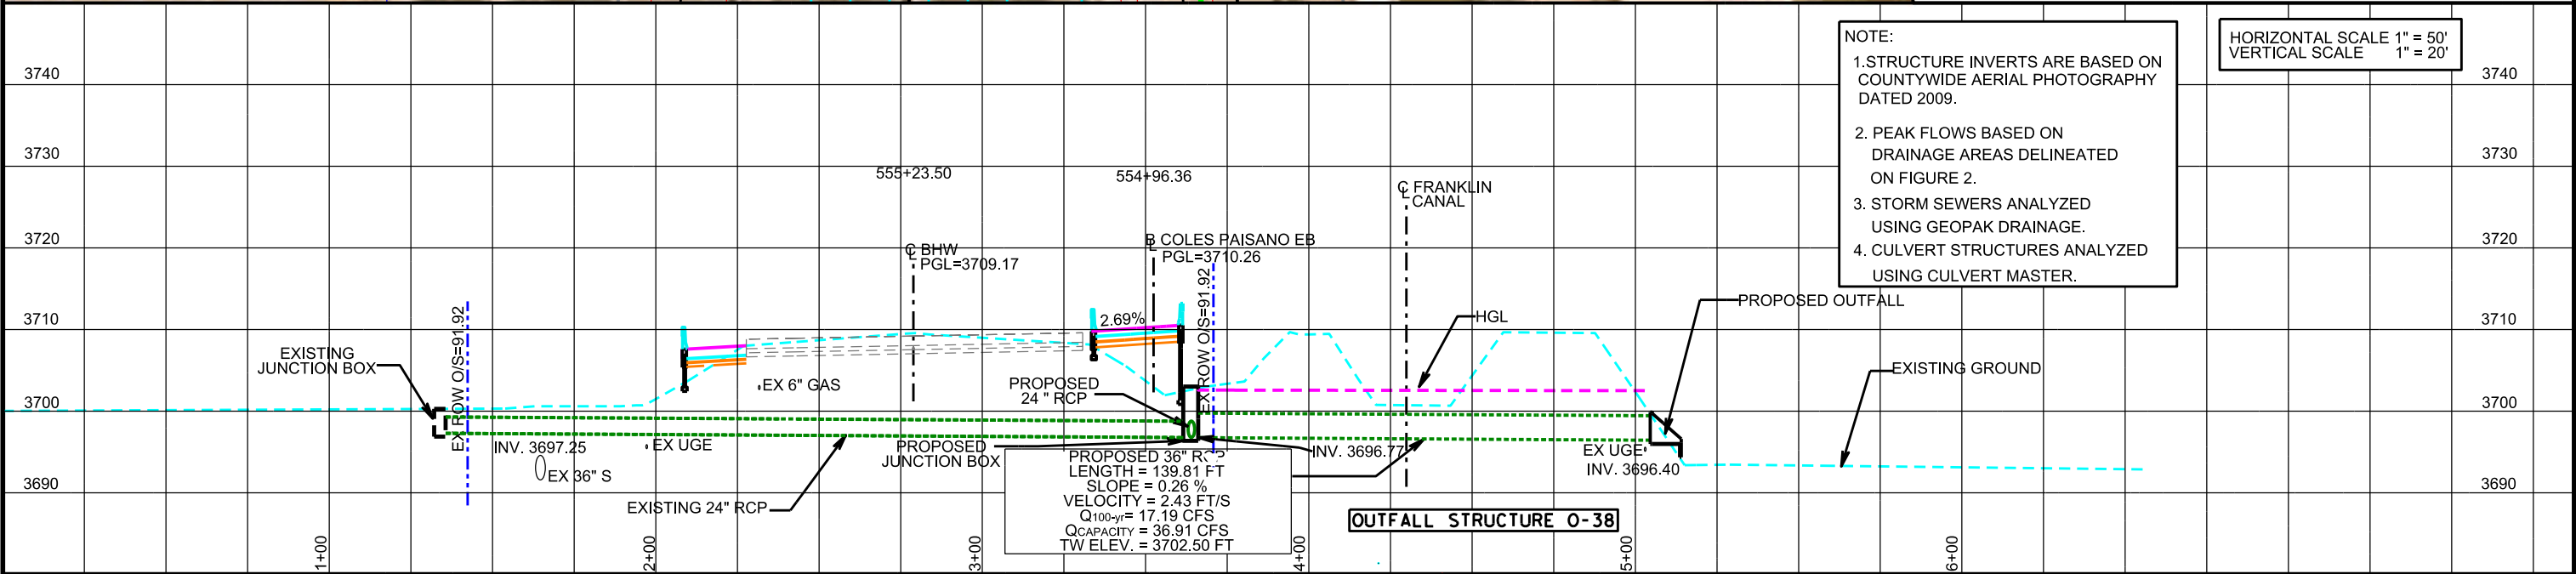 HORIZONTAL SCALE 1" = 50'
VERTICAL SCALE 1" = 20'
NOTE:
1.STRUCTURE INVERTS ARE BASED ON
COUNTYWIDE AERIAL PHOTOGRAPHY
DATED 2009.
2. PEAK FLOWS BASED ON
DRAINAGE AREAS DELINEATED
ON FIGURE 2.
3. STORM SEWERS ANALYZED
USING GEOPAK DRAINAGE.
4. CULVERT STRUCTURES ANALYZED
USING CULVERT MASTER.
3740
3740
3730
3730
3720
3720
3710
3710
3700
3700
3690
3690
555+23.50
554+96.36
C FRANKLIN
L CANAL
C BHW
L PGL=3709.17
B COLES PAISANO EB
L PGL=3710.26
EX ROW O/S=91.92
EX ROW O/S=91.92
2.69%
HGL
PROPOSED OUTFALL
EXISTING GROUND
EXISTING
JUNCTION BOX
EX 6" GAS
PROPOSED
24 " RCP
INV. 3697.25
EX 36" S
EX UGE
EXISTING 24" RCP
PROPOSED
JUNCTION BOX
INV. 3696.77
EX UGE
INV. 3696.40
PROPOSED 36" RCP
LENGTH = 139.81 FT
SLOPE = 0.26 %
VELOCITY = 2.43 FT/S
Q100-yr= 17.19 CFS
QCAPACITY = 36.91 CFS
TW ELEV. = 3702.50 FT
OUTFALL STRUCTURE O-38
1+00
2+00
3+00
4+00
5+00
6+00